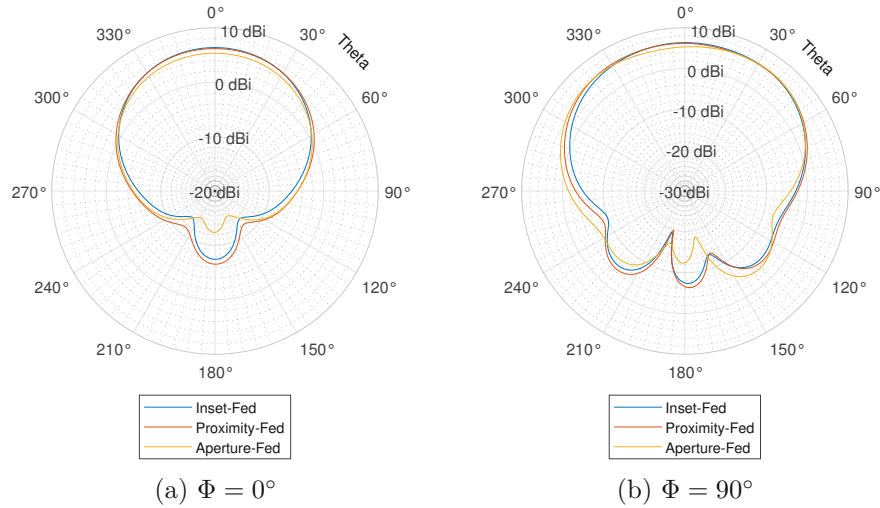 0°
30°
60°
90°
120°
150°
180°
210°
240°
270°
300°
330°
Theta
10 dBi
0 dBi
-10 dBi
-20 dBi
Inset-Fed
Proximity-Fed
Aperture-Fed
(a) Φ = 0°
0°
30°
60°
90°
120°
150°
180°
210°
240°
270°
300°
330°
Theta
10 dBi
0 dBi
-10 dBi
-20 dBi
-30 dBi
Inset-Fed
Proximity-Fed
Aperture-Fed
(b) Φ = 90°